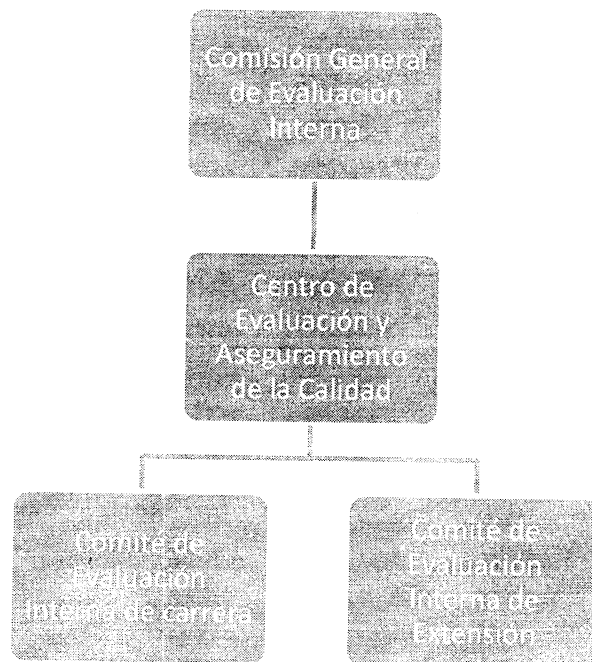 Comisión General
de Evaluación
Interna
Centro de
Evaluación y
Aseguramiento
de la Calidad
Comité de
Evaluación
Interna de carrera
Comité de
Evaluación
Interna de
Extensión